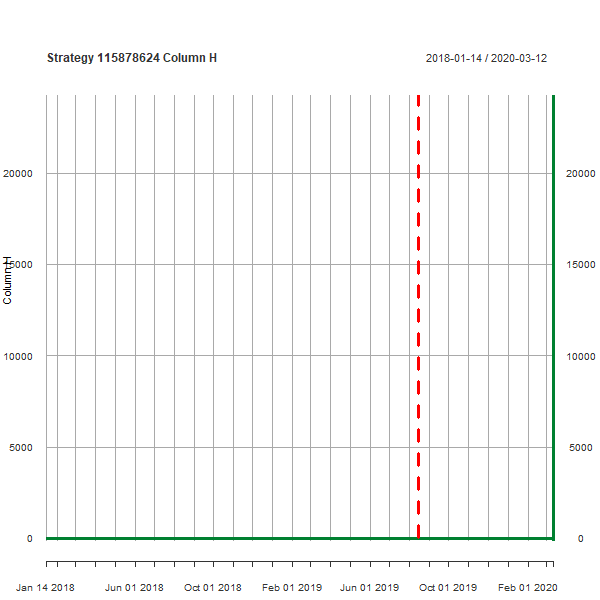 Strategy 115878624 Column H
2018-01-14 / 2020-03-12
20000
20000
15000
15000
Column H
10000
10000
5000
5000
0
0
Jan 14 2018
Jun 01 2018
Oct 01 2018
Feb 01 2019
Jun 01 2019
Oct 01 2019
Feb 01 2020